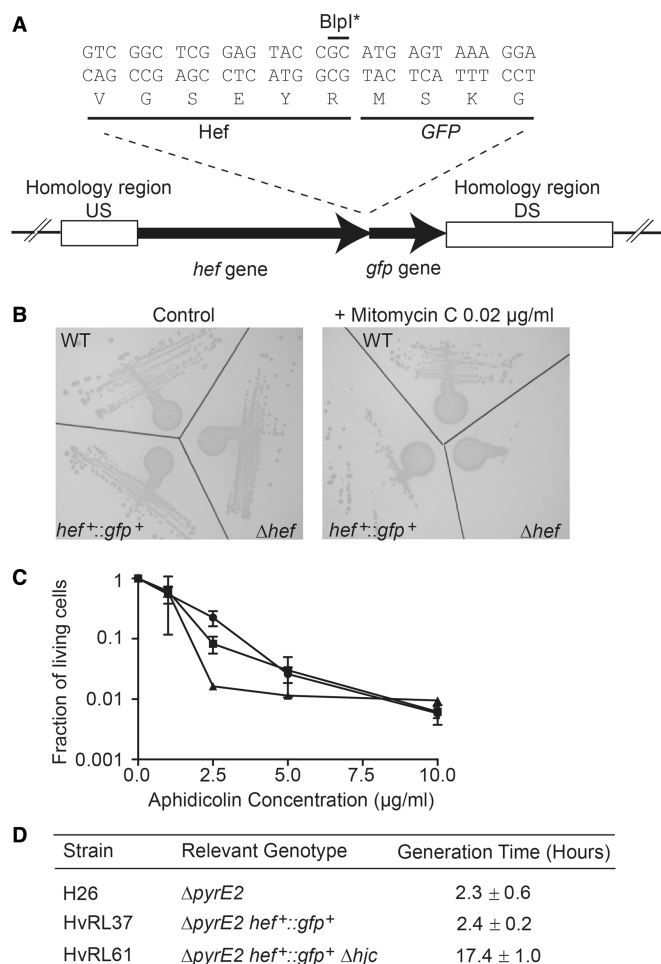 A
BlpI*
GTC GGC TCG GAG TAC CGC ATG AGT AAA GGA
CAG CCG AGC CTC ATG GCG TAC TCA TTT CCT
V G S E Y R M S K G
Hef GFP
Homology region US
Homology region DS
hef gene gfp gene
B
Control + Mitomycin C 0.02 µg/ml
WT WT
hef⁺::gfp⁺ Δhef hef⁺::gfp⁺ Δhef
C
Fraction of living cells
1
0.1
0.01
0.001
0.0 2.5 5.0 7.5 10.0
Aphidicolin Concentration (µg/ml)
D
Strain Relevant Genotype Generation Time (Hours)
H26 ΔpyrE2 2.3 ± 0.6
HvRL37 ΔpyrE2 hef⁺::gfp⁺ 2.4 ± 0.2
HvRL61 ΔpyrE2 hef⁺::gfp⁺ Δhjc 17.4 ± 1.0